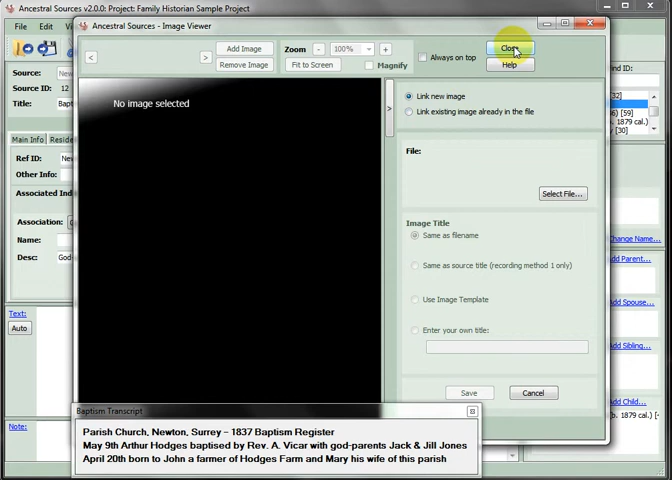 Ancestral Sources v2.0.0: Project: Family Historian Sample Project
File Edit
Ancestral Sources - Image Viewer
< > Add Image Remove Image
Zoom - 100% +
Fit to Screen Magnify
Always on top
Close
Help
No image selected
>
Link new image
Link existing image already in the file
File:
Select File...
Image Title
Same as filename
Same as source title (recording method 1 only)
Use Image Template
Enter your own title:
Save Cancel
Source:
Source ID: 12
Title:
Main Info
Ref ID:
Other Info:
Association:
Name:
Desc:
Text:
Auto
Note:
[32]
[59]
. 1879 cal.)
[30]
Change Name...
Add Parent...
Add Spouse...
Add Sibling...
Add Child...
Baptism Transcript
Parish Church, Newton, Surrey – 1837 Baptism Register
May 9th Arthur Hodges baptised by Rev. A. Vicar with god-parents Jack & Jill Jones
April 20th born to John a farmer of Hodges Farm and Mary his wife of this parish